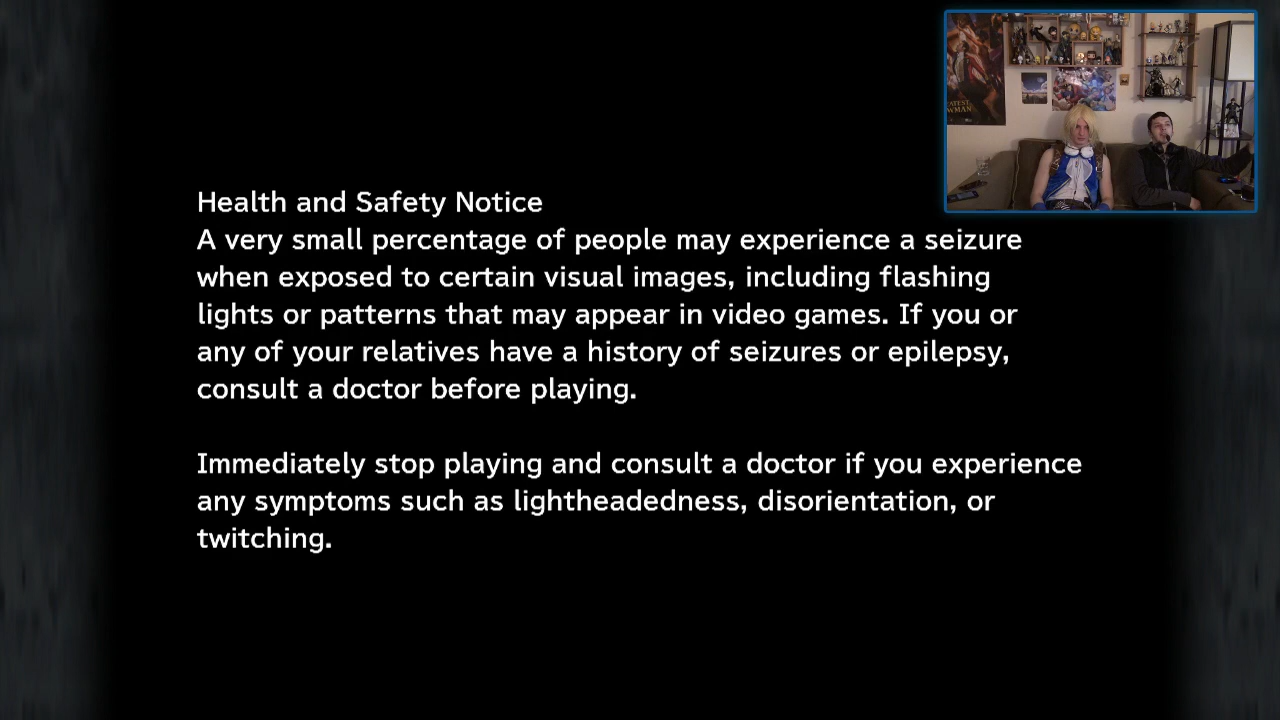 Health and Safety Notice
A very small percentage of people may experience a seizure
when exposed to certain visual images, including flashing
lights or patterns that may appear in video games. If you or
any of your relatives have a history of seizures or epilepsy,
consult a doctor before playing.
Immediately stop playing and consult a doctor if you experience
any symptoms such as lightheadedness, disorientation, or
twitching.